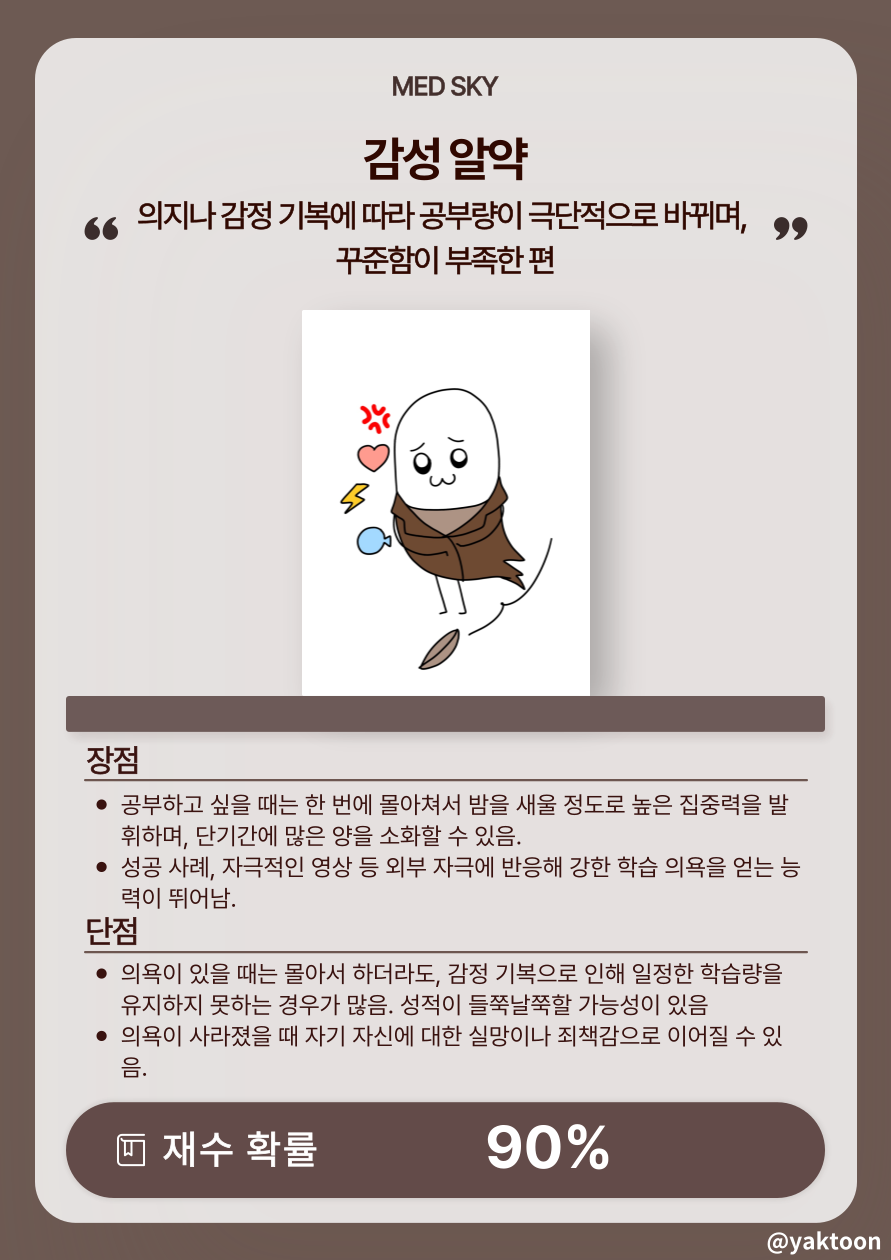 MED SKY
감성 알약
“ 의지나 감정 기복에 따라 공부량이 극단적으로 바뀌며, ”
꾸준함이 부족한 편
장점
• 공부하고 싶을 때는 한 번에 몰아쳐서 밤을 새울 정도로 높은 집중력을 발
휘하며, 단기간에 많은 양을 소화할 수 있음.
• 성공 사례, 자극적인 영상 등 외부 자극에 반응해 강한 학습 의욕을 얻는 능
력이 뛰어남.
단점
• 의욕이 있을 때는 몰아서 하더라도, 감정 기복으로 인해 일정한 학습량을
유지하지 못하는 경우가 많음. 성적이 들쭉날쭉할 가능성이 있음
• 의욕이 사라졌을 때 자기 자신에 대한 실망이나 죄책감으로 이어질 수 있
음.
재수 확률 90%
@yaktoon